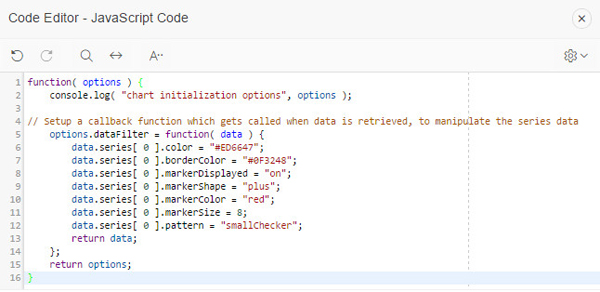 Code Editor - JavaScript Code
A··
1 function( options ) {
2 console.log( "chart initialization options", options );
3
4 // Setup a callback function which gets called when data is retrieved, to manipulate the series data
5 options.dataFilter = function( data ) {
6 data.series[ 0 ].color = "#ED6647";
7 data.series[ 0 ].borderColor = "#0F3248";
8 data.series[ 0 ].markerDisplayed = "on";
9 data.series[ 0 ].markerShape = "plus";
10 data.series[ 0 ].markerColor = "red";
11 data.series[ 0 ].markerSize = 8;
12 data.series[ 0 ].pattern = "smallChecker";
13 return data;
14 };
15 return options;
16 }